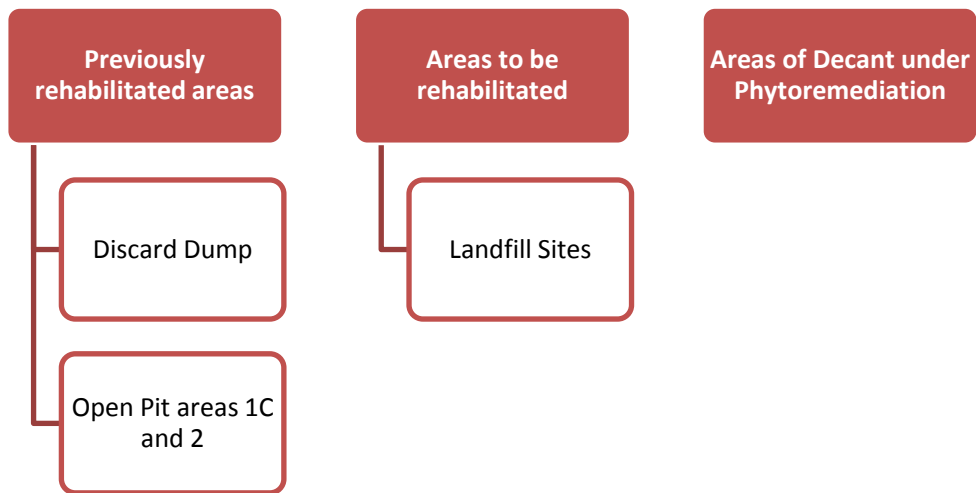 Previously
rehabilitated areas
Discard Dump
Open Pit areas 1C
and 2
Areas to be
rehabilitated
Landfill Sites
Areas of Decant under
Phytoremediation